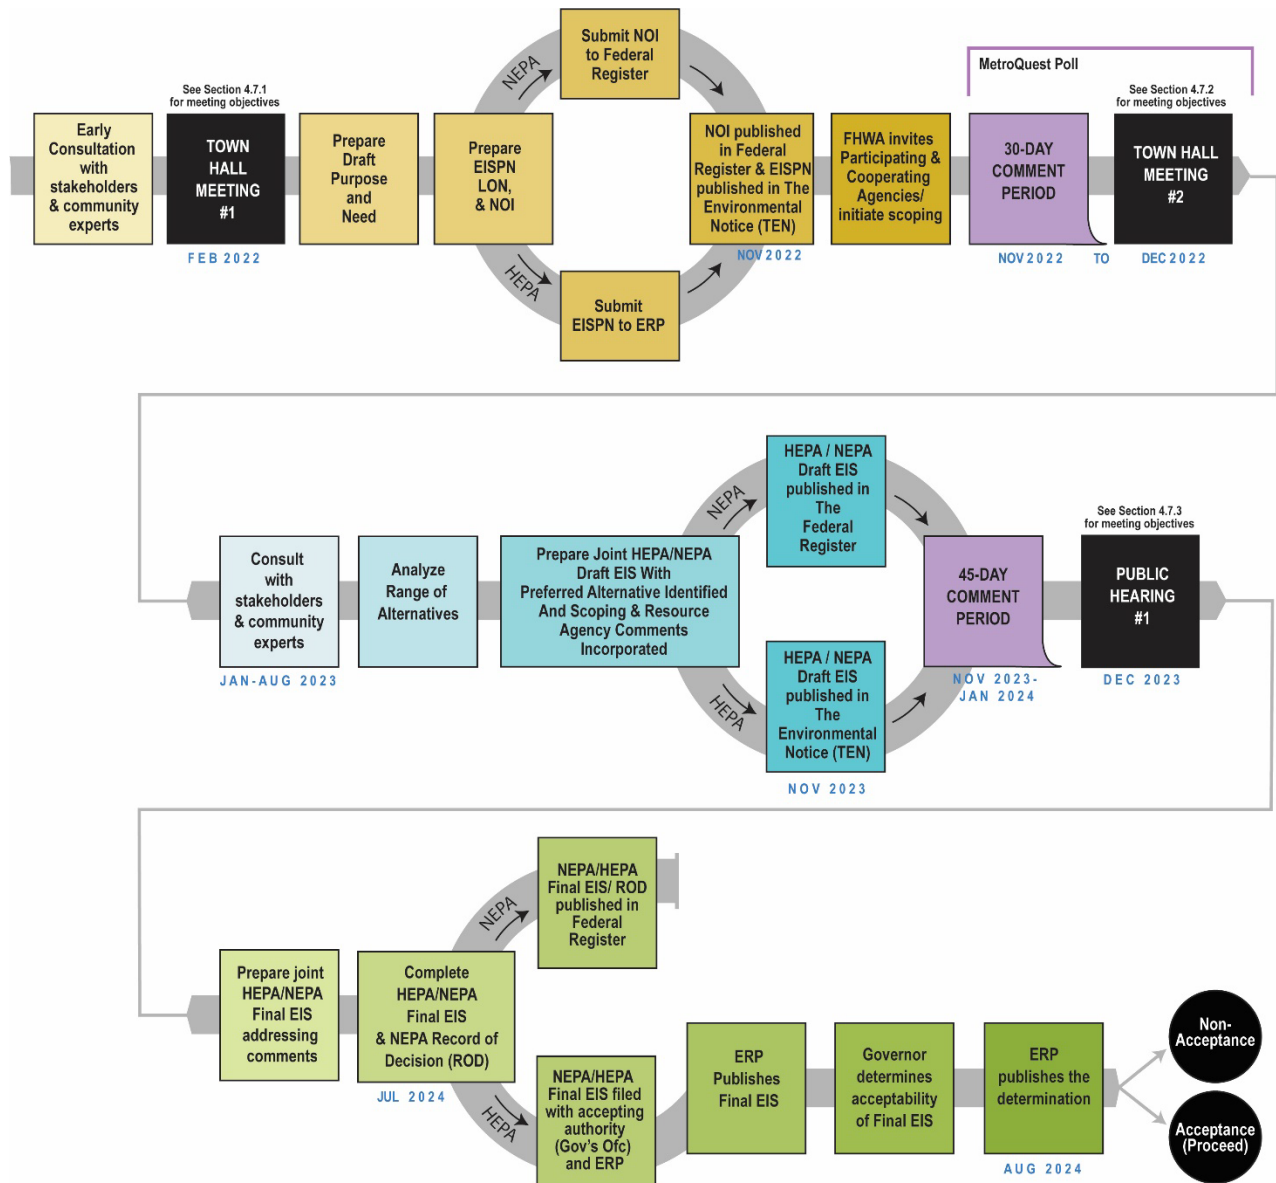 Early
Consultation
with
stakeholders
& community
experts
See Section 4.7.1
for meeting objectives
TOWN
HALL
MEETING
#1
FEB 2022
Prepare
Draft
Purpose
and
Need
Prepare
EISPN
LON,
& NOI
NEPA
Submit NOI
to Federal
Register
HEPA
Submit
EISPN to ERP
NOI published
in Federal
Register & EISPN
published in The
Environmental
Notice (TEN)
NOV 2022
FHWA invites
Participating &
Cooperating
Agencies/
initiate scoping
MetroQuest Poll
30-DAY
COMMENT
PERIOD
NOV 2022 TO DEC 2022
See Section 4.7.2
for meeting objectives
TOWN HALL
MEETING
#2
Consult
with
stakeholders
& community
experts
JAN-AUG 2023
Analyze
Range of
Alternatives
Prepare Joint HEPA/NEPA
Draft EIS With
Preferred Alternative Identified
And Scoping & Resource
Agency Comments
Incorporated
NEPA
HEPA / NEPA
Draft EIS
published in
The
Federal
Register
HEPA
HEPA / NEPA
Draft EIS
published in
The
Environmental
Notice (TEN)
NOV 2023
45-DAY
COMMENT
PERIOD
NOV 2023-
JAN 2024
See Section 4.7.3
for meeting objectives
PUBLIC
HEARING
#1
DEC 2023
Prepare joint
HEPA/NEPA
Final EIS
addressing
comments
Complete
HEPA/NEPA
Final EIS
& NEPA Record of
Decision (ROD)
JUL 2024
NEPA
NEPA/HEPA
Final EIS/ ROD
published in
Federal
Register
HEPA
NEPA/HEPA
Final EIS filed
with accepting
authority
(Gov's Ofc)
and ERP
ERP
Publishes
Final EIS
Governor
determines
acceptability
of Final EIS
ERP
publishes the
determination
AUG 2024
Non-
Acceptance
Acceptance
(Proceed)